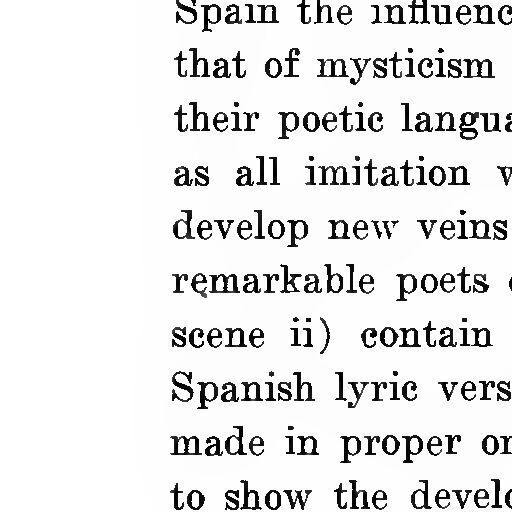 Spain the influenc
that of mysticism
their poetic langua
as all imitation
develop new veins
remarkable poets
scene ii) contain
Spanish lyric vers
made in proper or
to show the develo